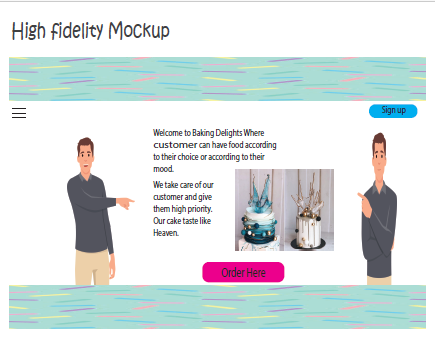 High fidelity Mockup
Sign up
Welcome to Baking Delights Where
customer can have food according
to their choice or according to their
mood.
We take care of our
customer and give
them high priority.
Our cake taste like
Heaven.
Order Here